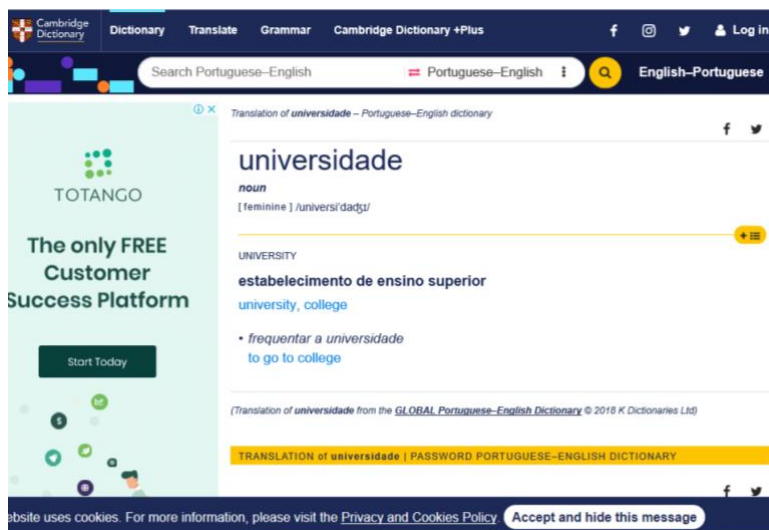 Cambridge
Dictionary
Dictionary Translate Grammar Cambridge Dictionary +Plus Log in
Search Portuguese–English Portuguese–English English–Portuguese
Translation of universidade – Portuguese–English dictionary
TOTANGO
The only FREE
Customer
Success Platform
Start Today
universidade
noun
[ feminine ] /universi'dadʒɪ/
UNIVERSITY
estabelecimento de ensino superior
university, college
• frequentar a universidade
to go to college
(Translation of universidade from the GLOBAL Portuguese–English Dictionary © 2018 K Dictionaries Ltd)
TRANSLATION of universidade | PASSWORD PORTUGUESE–ENGLISH DICTIONARY
ebsite uses cookies. For more information, please visit the Privacy and Cookies Policy. Accept and hide this message